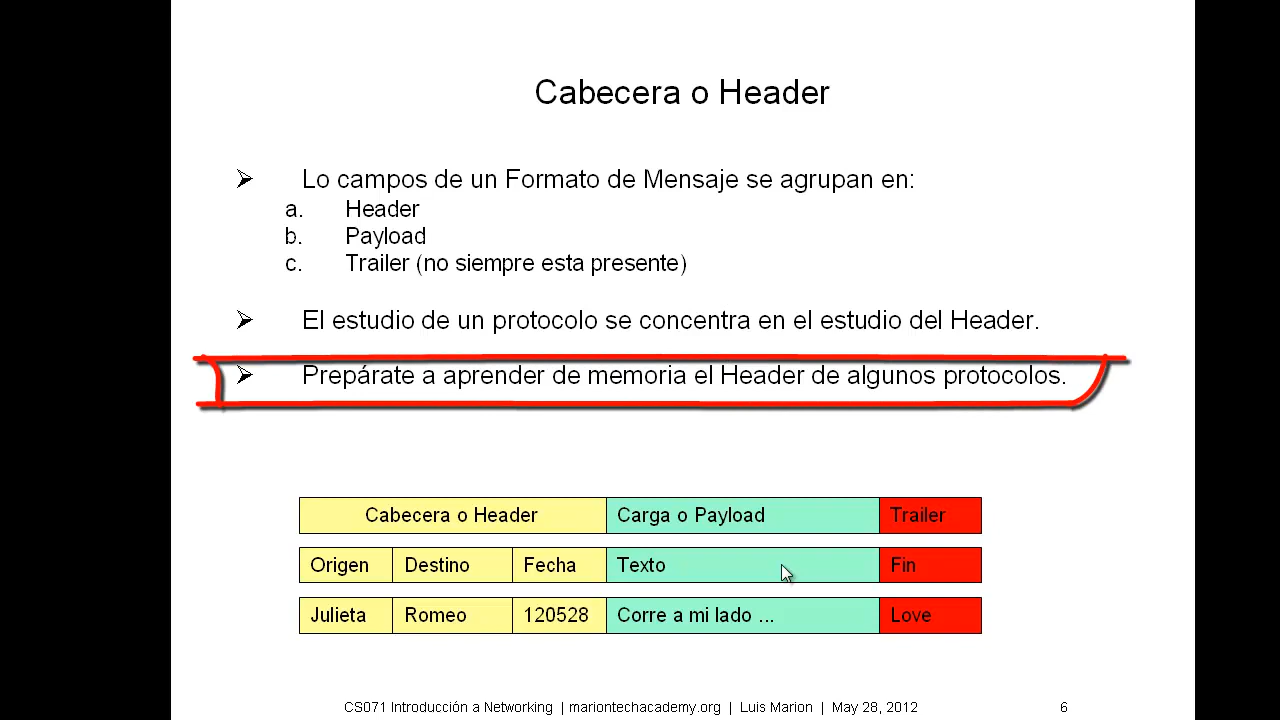 Cabecera o Header
Lo campos de un Formato de Mensaje se agrupan en:
a. Header
b. Payload
c. Trailer (no siempre esta presente)
El estudio de un protocolo se concentra en el estudio del Header.
Prepárate a aprender de memoria el Header de algunos protocolos.
Cabecera o Header Carga o Payload Trailer
Origen Destino Fecha Texto Fin
Julieta Romeo 120528 Corre a mi lado ... Love
CS071 Introducción a Networking | mariontechacademy.org | Luis Marion | May 28, 2012 6